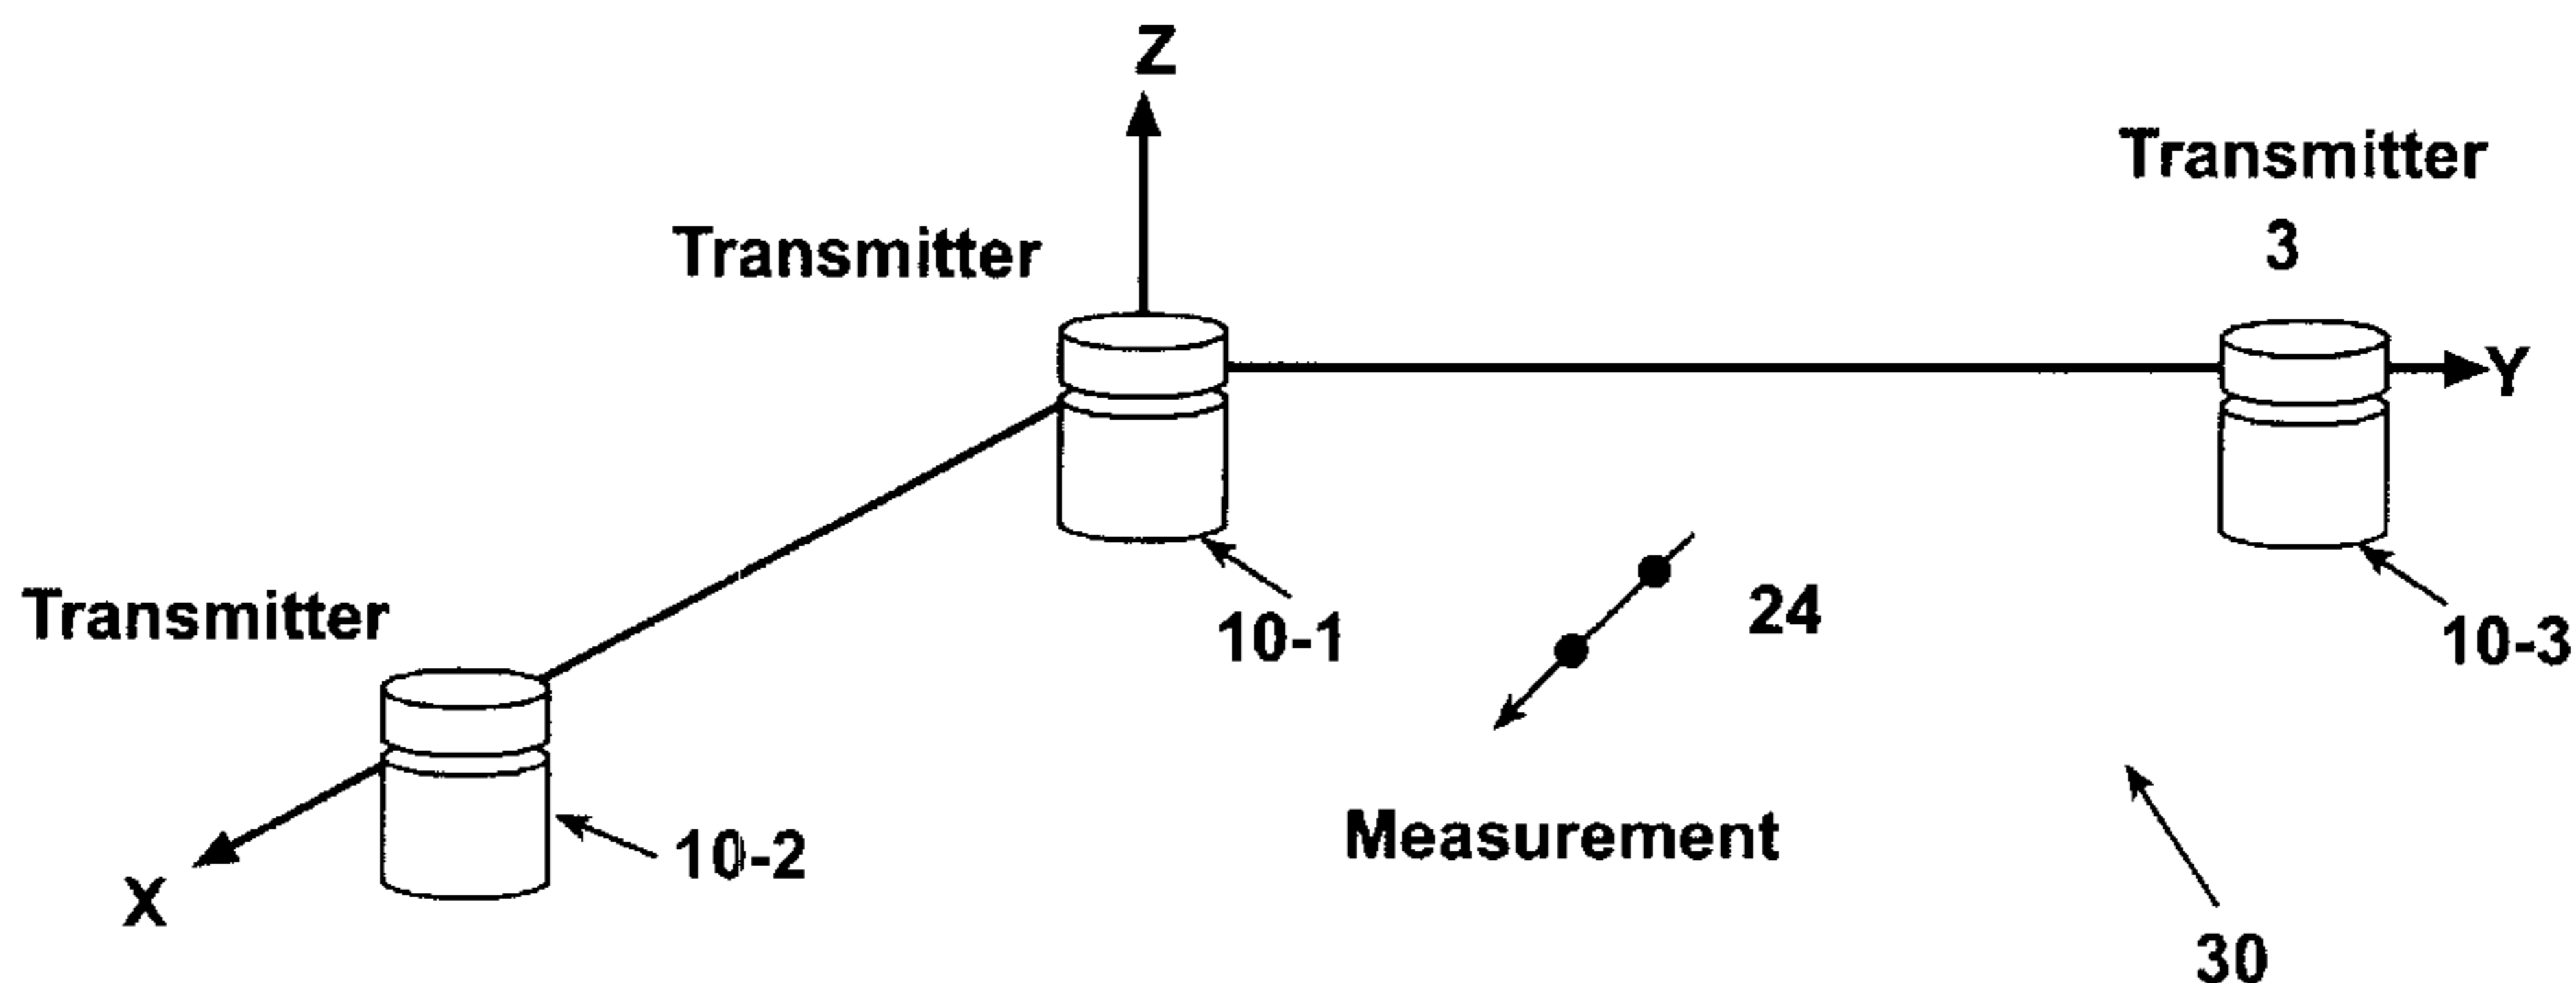 Z
Transmitter
3
Transmitter
Y
Transmitter
10-1
24
10-3
10-2
Measurement
X
30